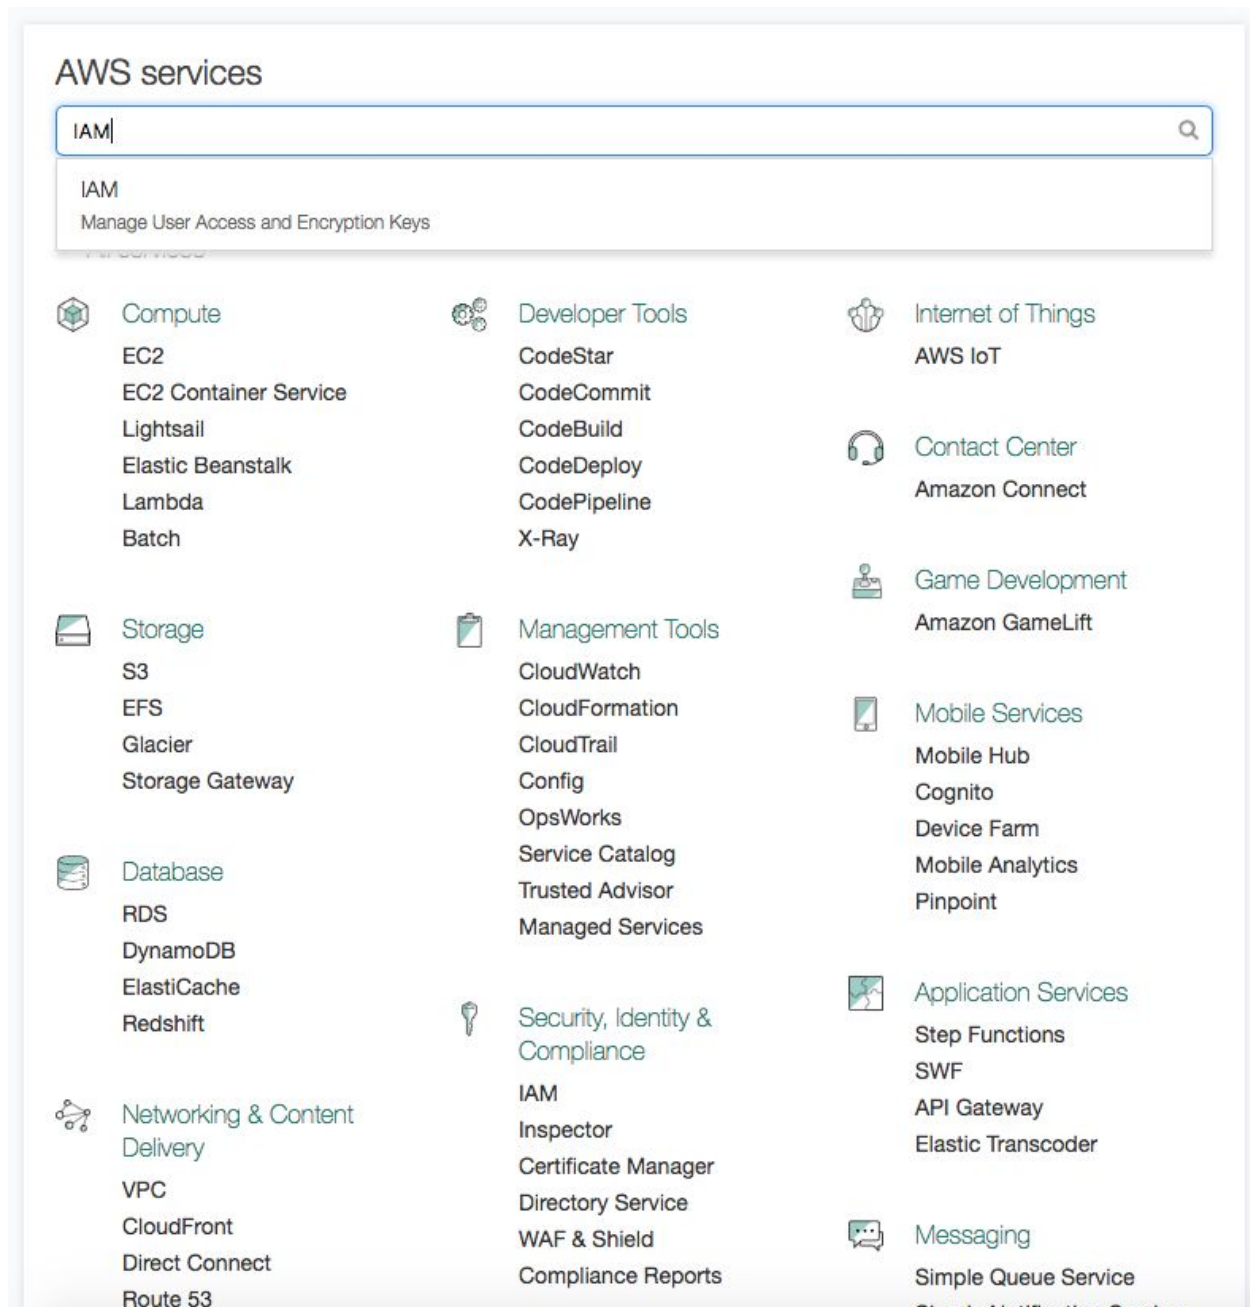 AWS services
IAM
IAM
Manage User Access and Encryption Keys
Compute
EC2
EC2 Container Service
Lightsail
Elastic Beanstalk
Lambda
Batch
Storage
S3
EFS
Glacier
Storage Gateway
Database
RDS
DynamoDB
ElastiCache
Redshift
Networking & Content
Delivery
VPC
CloudFront
Direct Connect
Route 53
Developer Tools
CodeStar
CodeCommit
CodeBuild
CodeDeploy
CodePipeline
X-Ray
Management Tools
CloudWatch
CloudFormation
CloudTrail
Config
OpsWorks
Service Catalog
Trusted Advisor
Managed Services
Security, Identity &
Compliance
IAM
Inspector
Certificate Manager
Directory Service
WAF & Shield
Compliance Reports
Internet of Things
AWS IoT
Contact Center
Amazon Connect
Game Development
Amazon GameLift
Mobile Services
Mobile Hub
Cognito
Device Farm
Mobile Analytics
Pinpoint
Application Services
Step Functions
SWF
API Gateway
Elastic Transcoder
Messaging
Simple Queue Service